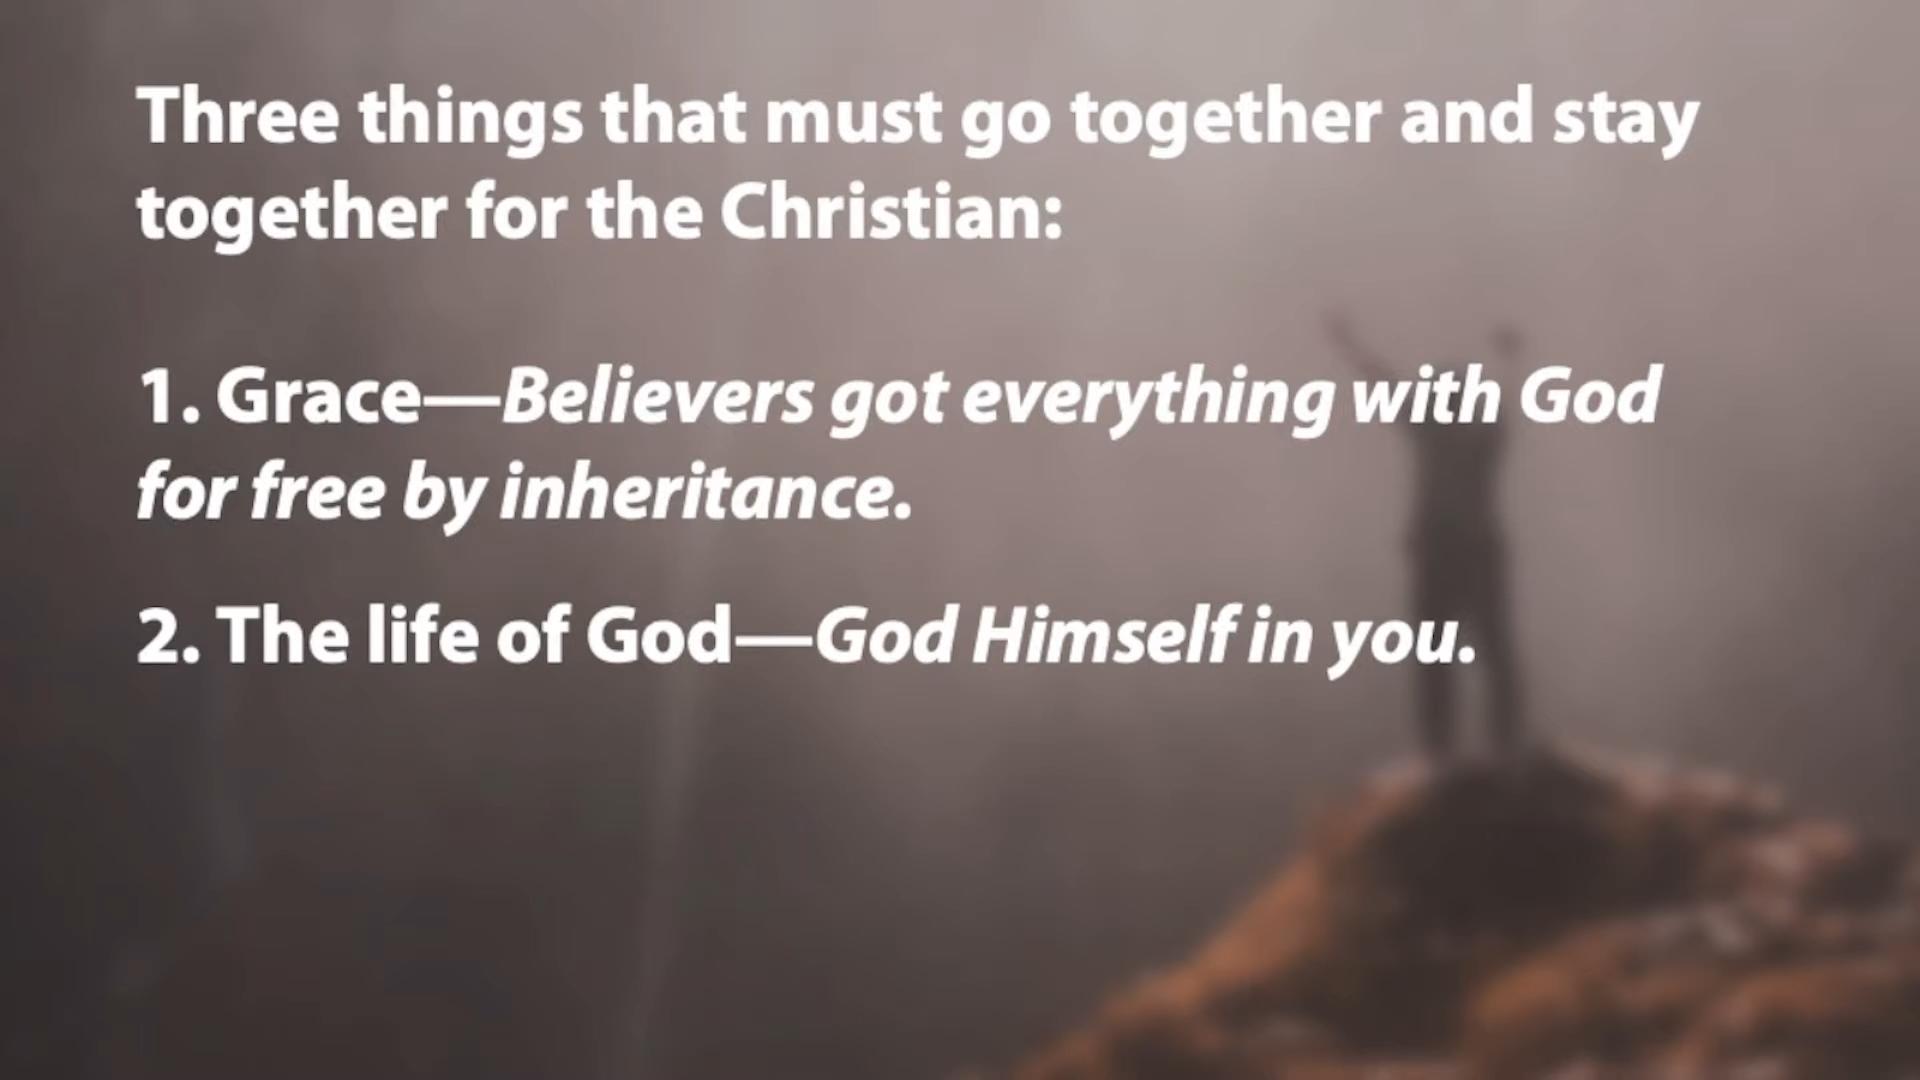 Three things that must go together and stay
together for the Christian:
1. Grace—Believers got everything with God
for free by inheritance.
2. The life of God—God Himself in you.